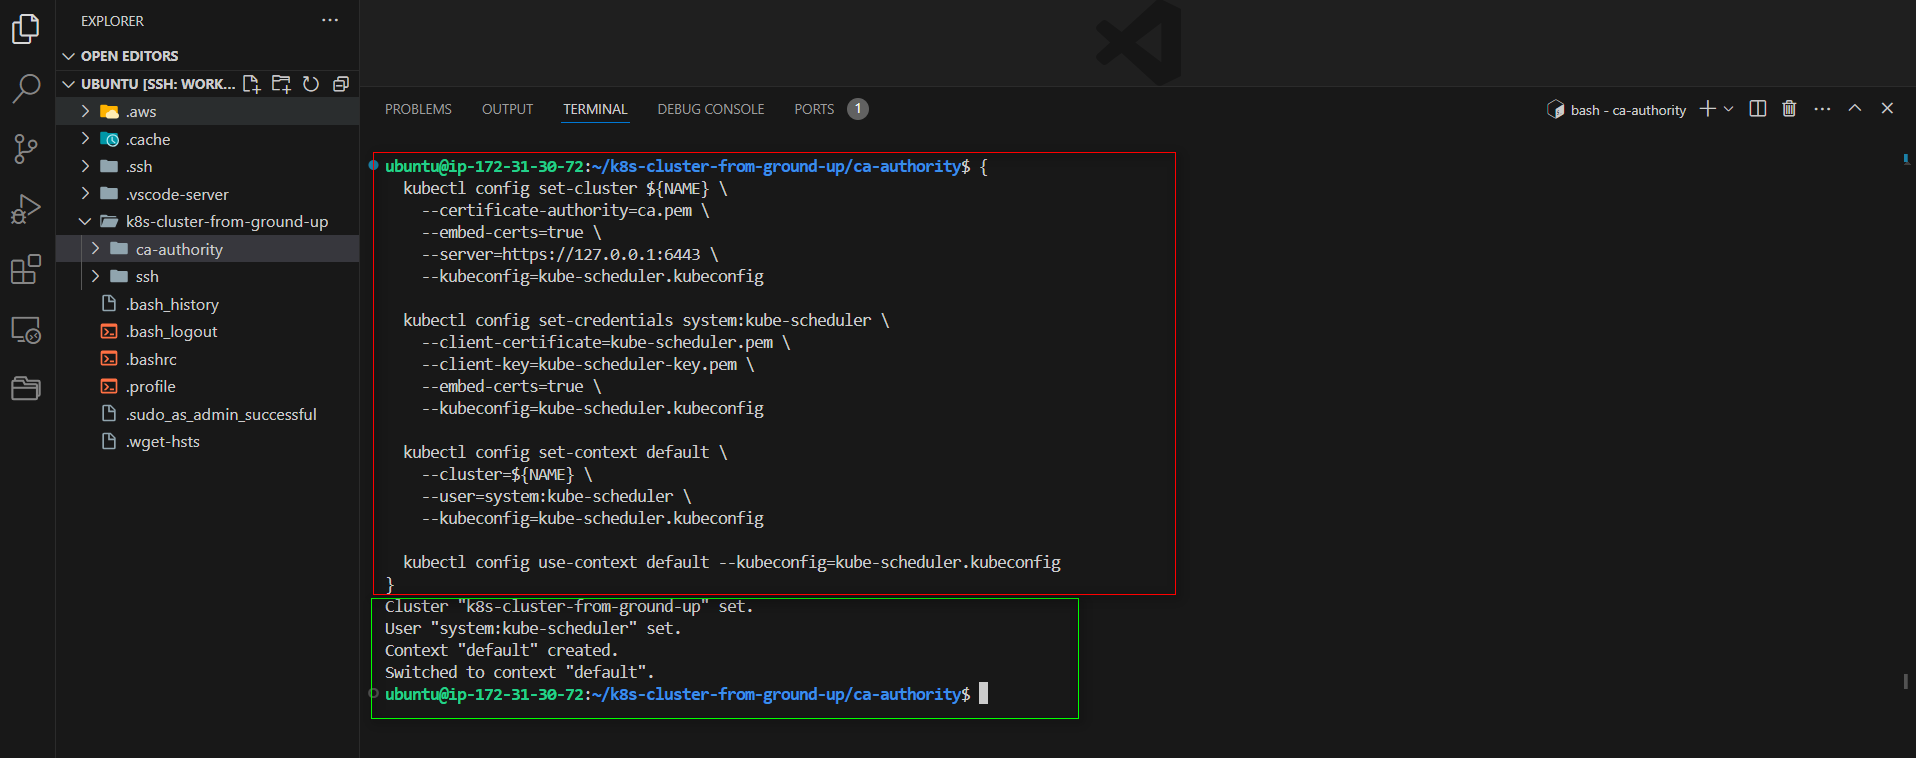 EXPLORER
OPEN EDITORS
UBUNTU [SSH: WORK...
.aws
.cache
.ssh
.vscode-server
k8s-cluster-from-ground-up
ca-authority
ssh
.bash_history
.bash_logout
.bashrc
.profile
.sudo_as_admin_successful
.wget-hsts
PROBLEMS OUTPUT TERMINAL DEBUG CONSOLE PORTS 1
bash - ca-authority
ubuntu@ip-172-31-30-72:~/k8s-cluster-from-ground-up/ca-authority$ {
kubectl config set-cluster ${NAME} \
--certificate-authority=ca.pem \
--embed-certs=true \
--server=https://127.0.0.1:6443 \
--kubeconfig=kube-scheduler.kubeconfig
kubectl config set-credentials system:kube-scheduler \
--client-certificate=kube-scheduler.pem \
--client-key=kube-scheduler-key.pem \
--embed-certs=true \
--kubeconfig=kube-scheduler.kubeconfig
kubectl config set-context default \
--cluster=${NAME} \
--user=system:kube-scheduler \
--kubeconfig=kube-scheduler.kubeconfig
kubectl config use-context default --kubeconfig=kube-scheduler.kubeconfig
}
Cluster "k8s-cluster-from-ground-up" set.
User "system:kube-scheduler" set.
Context "default" created.
Switched to context "default".
ubuntu@ip-172-31-30-72:~/k8s-cluster-from-ground-up/ca-authority$